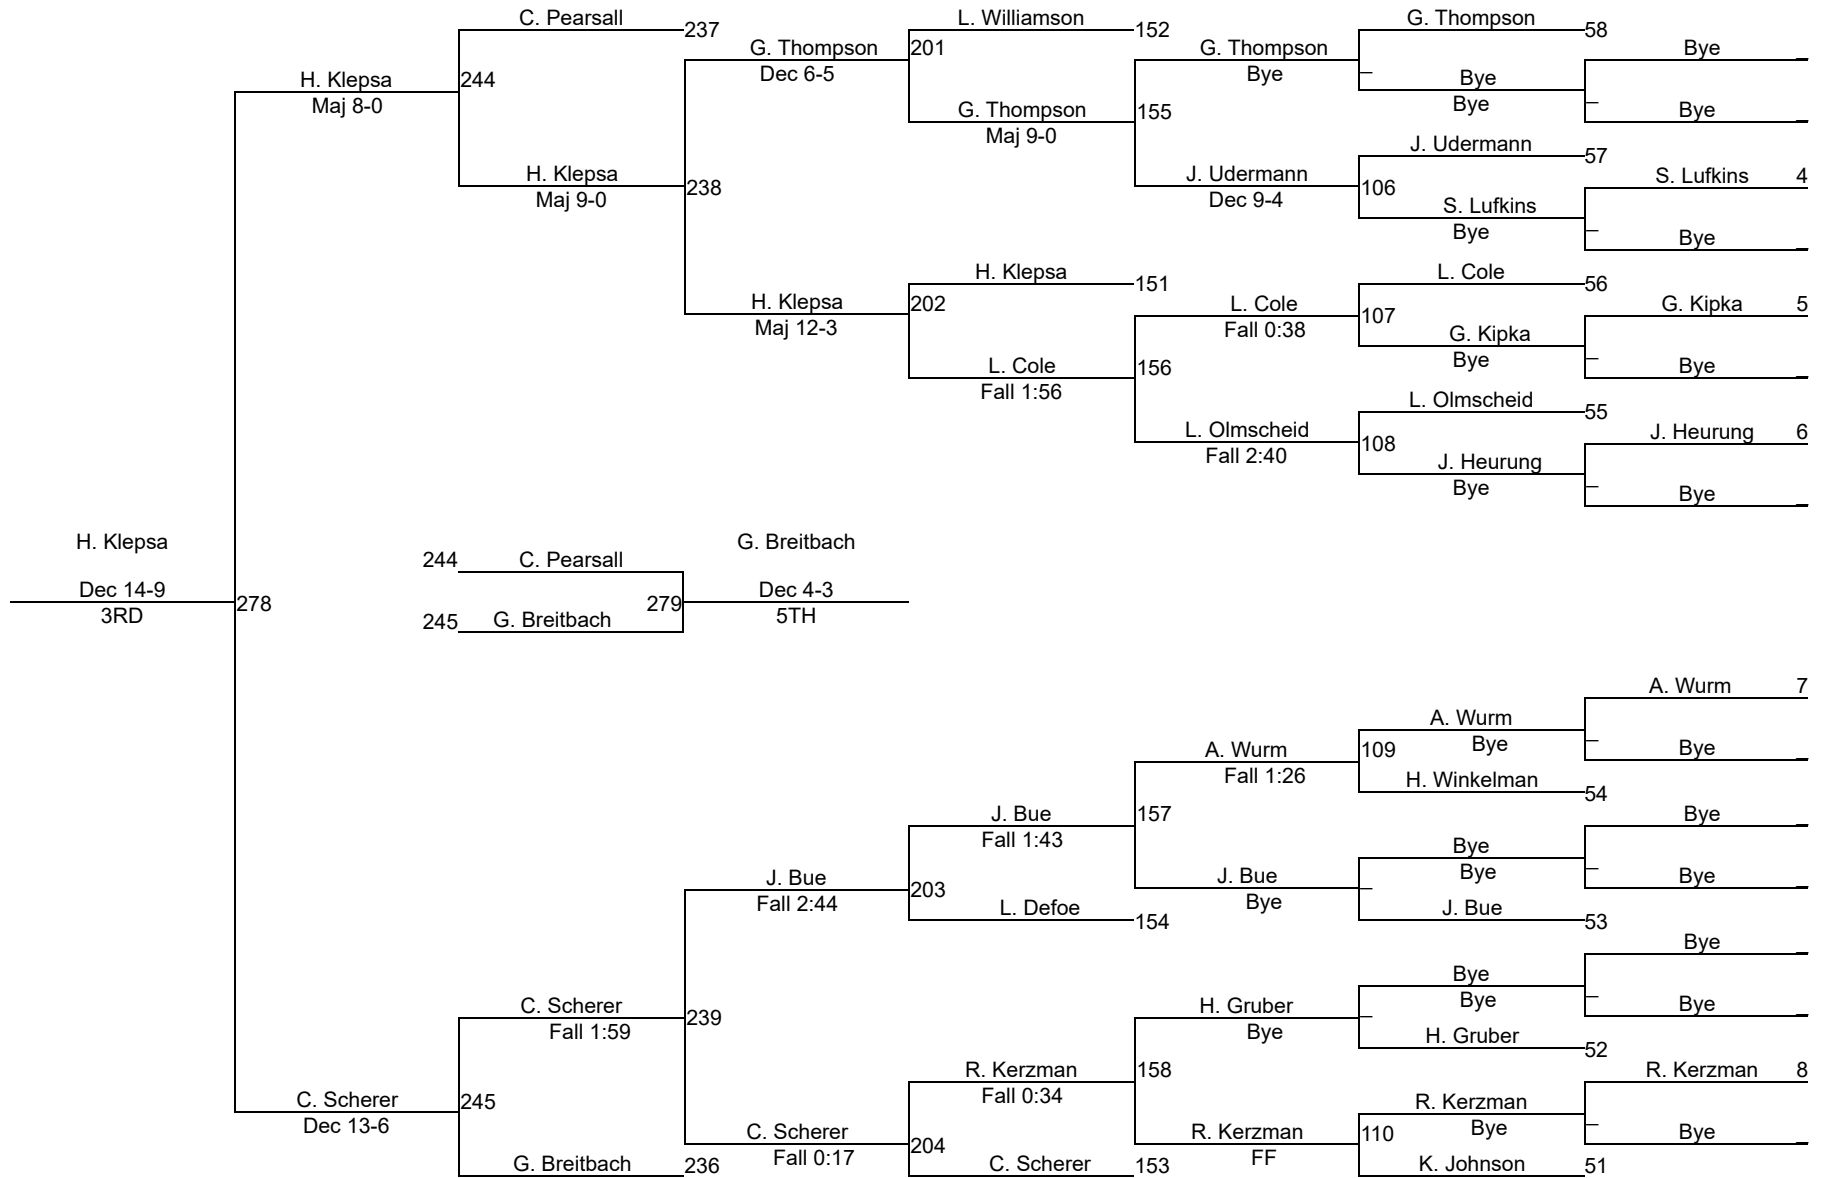 C. Pearsall
237
L. Williamson
152
G. Thompson
58
G. Thompson
201
G. Thompson
Bye
Dec 6-5
Bye
Bye
H. Klepsa
244
Bye
Maj 8-0
G. Thompson
155
Bye
Maj 9-0
J. Udermann
57
H. Klepsa
238
J. Udermann
106
S. Lufkins 4
Maj 9-0
Dec 9-4
S. Lufkins
Bye
Bye
H. Klepsa
151
L. Cole
56
H. Klepsa
202
L. Cole
107
G. Kipka 5
Maj 12-3
Fall 0:38
G. Kipka
Bye
L. Cole
156
Bye
Fall 1:56
L. Olmscheid
55
L. Olmscheid
108
J. Heurung 6
Fall 2:40
J. Heurung
Bye
Bye
H. Klepsa
G. Breitbach
244
C. Pearsall
Dec 14-9
278
279
Dec 4-3
3RD
5TH
245
G. Breitbach
A. Wurm 7
A. Wurm
Bye
A. Wurm
109
Bye
Fall 1:26
H. Winkelman
54
J. Bue
157
Bye
Fall 1:43
Bye
Bye
J. Bue
203
J. Bue
Bye
Fall 2:44
Bye
L. Defoe
154
J. Bue
53
Bye
Bye
Bye
C. Scherer
239
H. Gruber
Bye
Fall 1:59
Bye
H. Gruber
52
R. Kerzman
158
R. Kerzman 8
Fall 0:34
C. Scherer
245
R. Kerzman
Dec 13-6
Bye
C. Scherer
204
R. Kerzman
110
Bye
Fall 0:17
FF
G. Breitbach
236
C. Scherer
153
K. Johnson
51